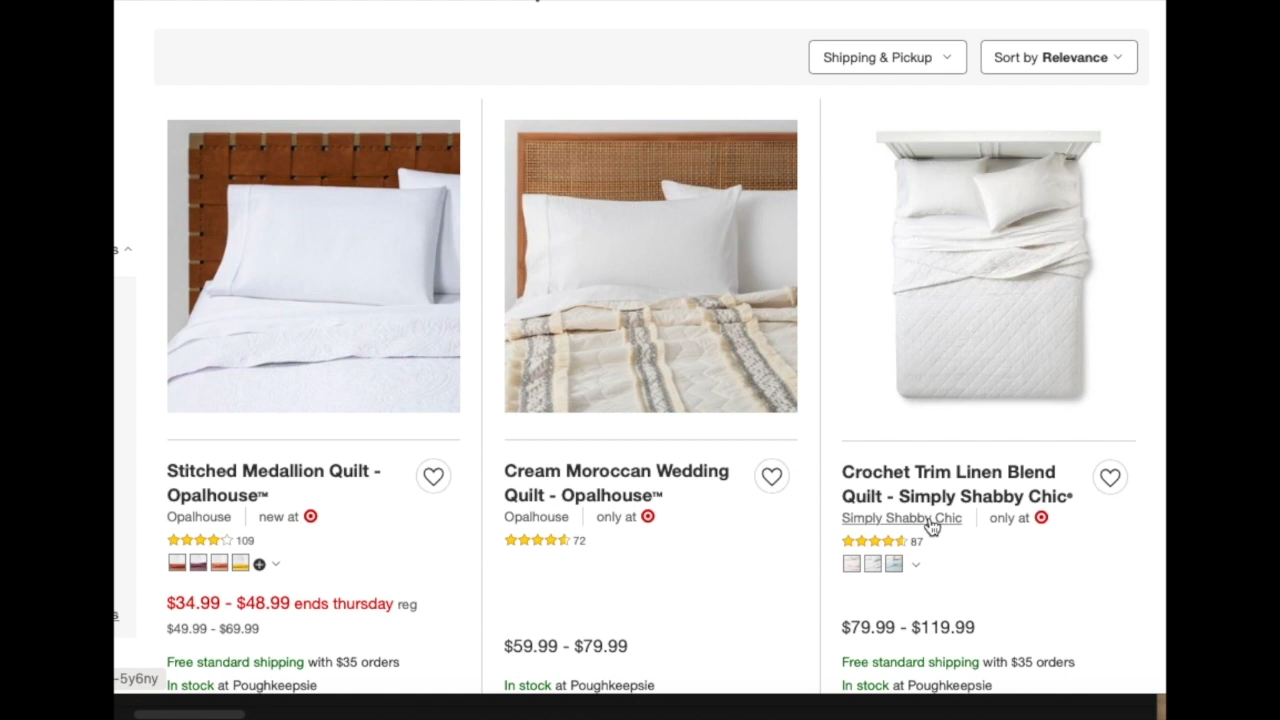 Shipping & Pickup
Sort by Relevance
s
Stitched Medallion Quilt -
Opalhouse™
Opalhouse
new at
109
$34.99 - $48.99 ends thursday reg
$49.99 - $69.99
Free standard shipping with $35 orders
In stock at Poughkeepsie
Cream Moroccan Wedding
Quilt - Opalhouse™
Opalhouse
only at
72
$59.99 - $79.99
In stock at Poughkeepsie
Crochet Trim Linen Blend
Quilt - Simply Shabby Chic®
Simply Shabby Chic
only at
87
$79.99 - $119.99
Free standard shipping with $35 orders
In stock at Poughkeepsie
s
-5y6ny